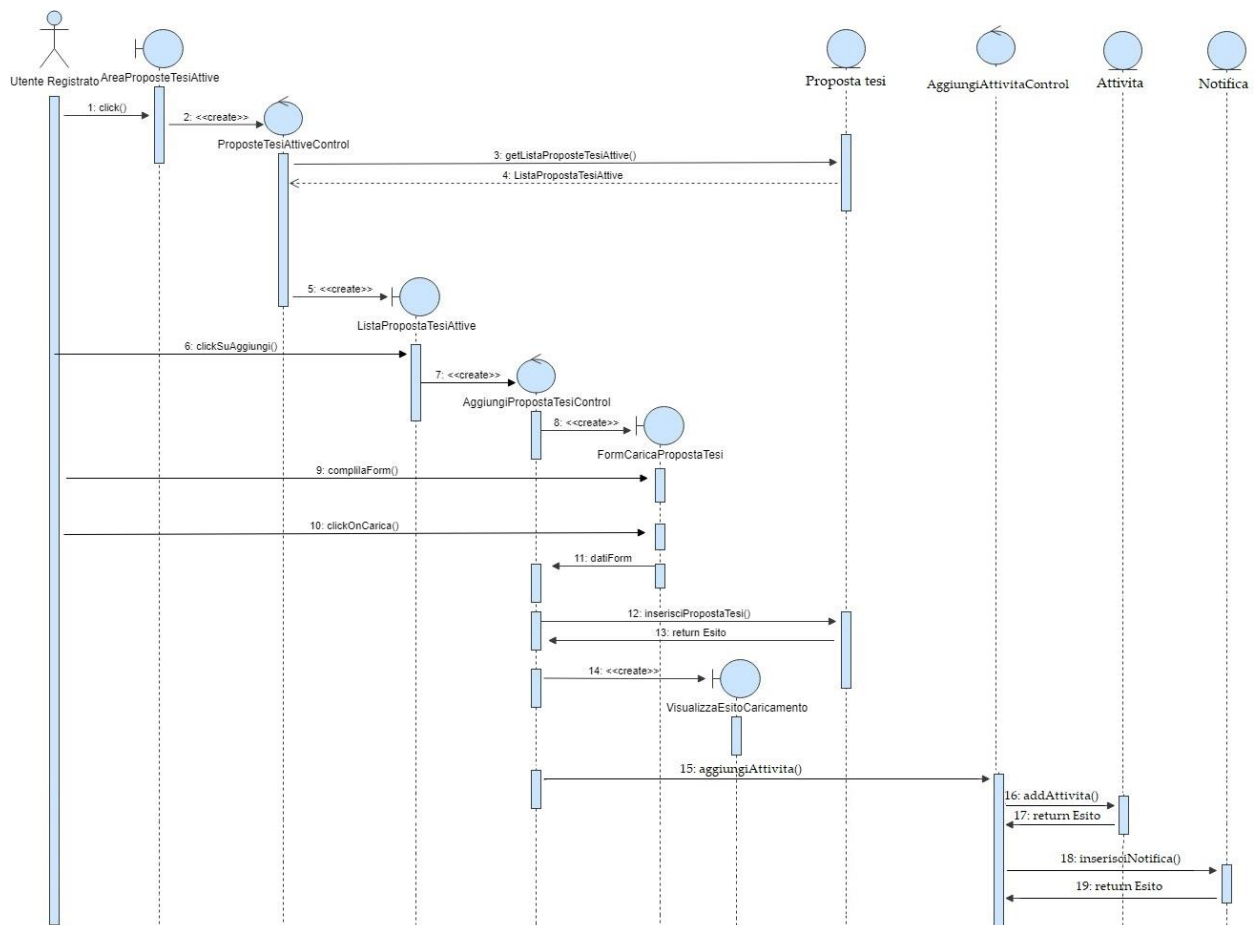 Utente Registrato
AreaProposteTesiAttive
Proposta tesi
AggiungiAttivitaControl
Attivita
Notifica
1: click()
2: <<create>>
ProposteTesiAttiveControl
3: getListaProposteTesiAttive()
4: ListaPropostaTesiAttive
5: <<create>>
ListaPropostaTesiAttive
6: clickSuAggiungi()
7: <<create>>
AggiungiPropostaTesiControl
8: <<create>>
FormCaricaPropostaTesi
9: complilaForm()
10: clickOnCarica()
11: datiForm
12: inserisciPropostaTesi()
13: return Esito
14: <<create>>
VisualizzaEsitoCaricamento
15: aggiungiAttivita()
16: addAttivita()
17: return Esito
18: inserisciNotifica()
19: return Esito